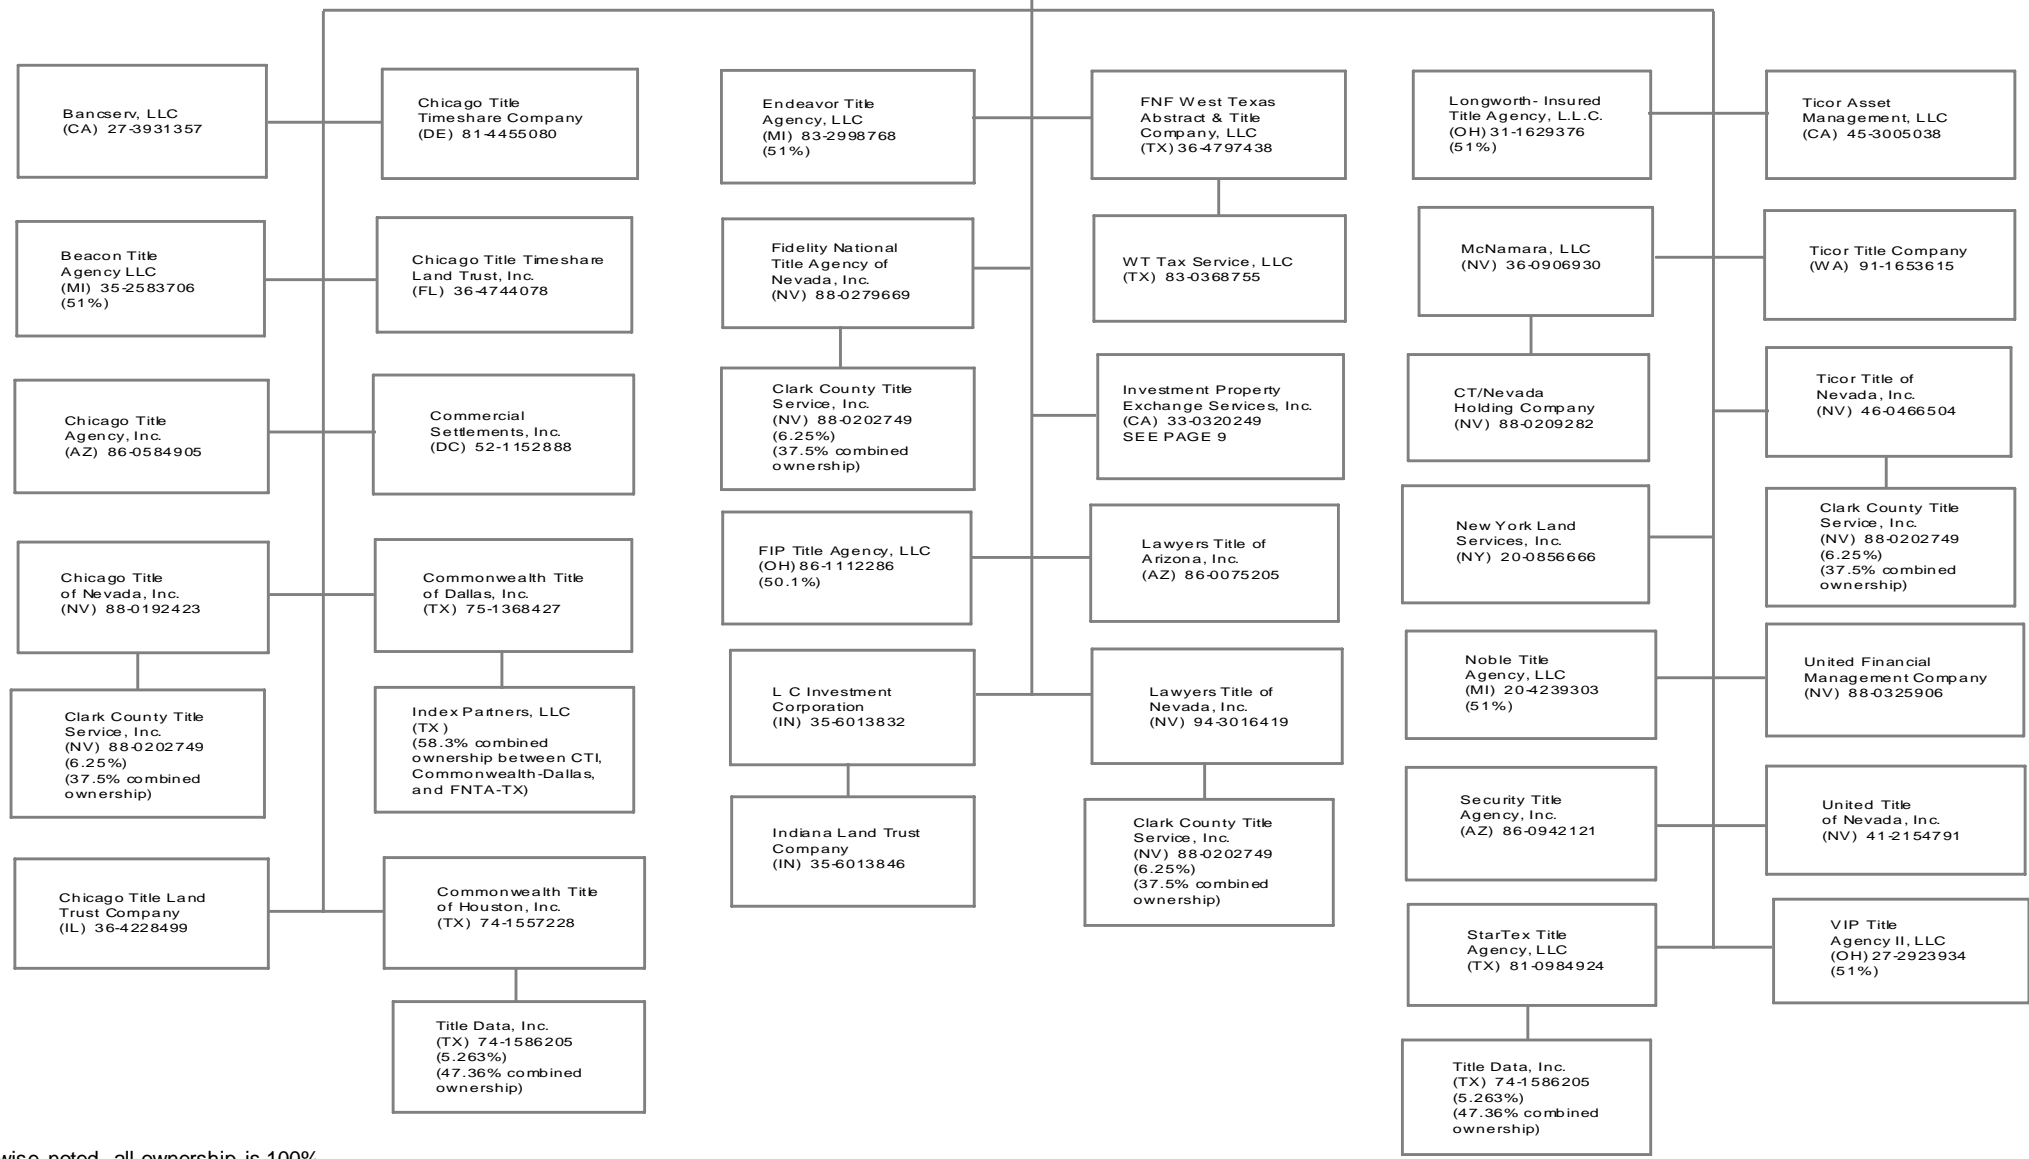 Bancserv, LLC
(CA) 27-3931357
Chicago Title
Timeshare Company
(DE) 81-4455080
Beacon Title
Agency LLC
(MI) 35-2583706
(51%)
Chicago Title Timeshare
Land Trust, Inc.
(FL) 36-4744078
Chicago Title
Agency, Inc.
(AZ) 86-0584905
Commercial
Settlements, Inc.
(DC) 52-1152888
Chicago Title
of Nevada, Inc.
(NV) 88-0192423
Commonwealth Title
of Dallas, Inc.
(TX) 75-1368427
Clark County Title
Service, Inc.
(NV) 88-0202749
(6.25%)
(37.5% combined
ownership)
Index Partners, LLC
(TX)
(58.3% combined
ownership between CTI,
Commonwealth-Dallas,
and FNTA-TX)
Chicago Title Land
Trust Company
(IL) 36-4228499
Commonwealth Title
of Houston, Inc.
(TX) 74-1557228
Title Data, Inc.
(TX) 74-1586205
(5.263%)
(47.36% combined
ownership)
Endeavor Title
Agency, LLC
(MI) 83-2998768
(51%)
FNF West Texas
Abstract & Title
Company, LLC
(TX) 36-4797438
Fidelity National
Title Agency of
Nevada, Inc.
(NV) 88-0279669
WT Tax Service, LLC
(TX) 83-0368755
Clark County Title
Service, Inc.
(NV) 88-0202749
(6.25%)
(37.5% combined
ownership)
Investment Property
Exchange Services, Inc.
(CA) 33-0320249
SEE PAGE 9
FIP Title Agency, LLC
(OH) 86-1112286
(50.1%)
Lawyers Title of
Arizona, Inc.
(AZ) 86-0075205
L C Investment
Corporation
(IN) 35-6013832
Lawyers Title of
Nevada, Inc.
(NV) 94-3016419
Indiana Land Trust
Company
(IN) 35-6013846
Clark County Title
Service, Inc.
(NV) 88-0202749
(6.25%)
(37.5% combined
ownership)
Longworth- Insured
Title Agency, L.L.C.
(OH) 31-1629376
(51%)
Ticor Asset
Management, LLC
(CA) 45-3005038
McNamara, LLC
(NV) 36-0906930
Ticor Title Company
(WA) 91-1653615
CT/Nevada
Holding Company
(NV) 88-0209282
Ticor Title of
Nevada, Inc.
(NV) 46-0466504
New York Land
Services, Inc.
(NY) 20-0856666
Clark County Title
Service, Inc.
(NV) 88-0202749
(6.25%)
(37.5% combined
ownership)
Noble Title
Agency, LLC
(MI) 20-4239303
(51%)
United Financial
Management Company
(NV) 88-0325906
Security Title
Agency, Inc.
(AZ) 86-0942121
United Title
of Nevada, Inc.
(NV) 41-2154791
StarTex Title
Agency, LLC
(TX) 81-0984924
VIP Title
Agency II, LLC
(OH) 27-2923934
(51%)
Title Data, Inc.
(TX) 74-1586205
(5.263%)
(47.36% combined
ownership)
wise noted, all ownership is 100%